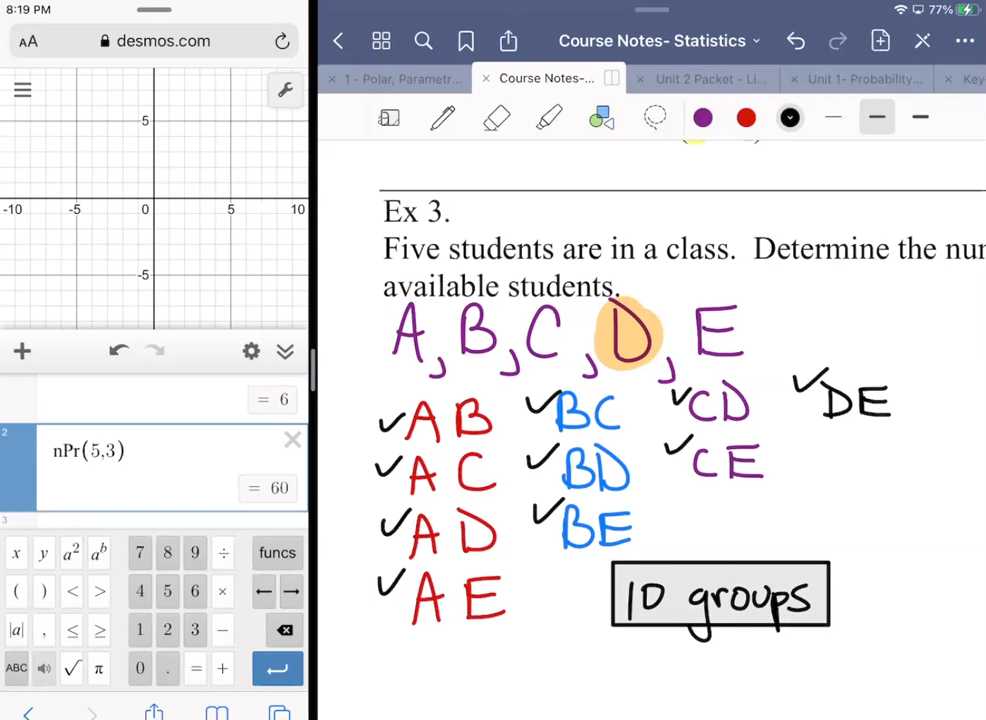 8:19 PM
77%
AA desmos.com
Course Notes- Statistics
1 - Polar, Parametr...
Course Notes-...
Unit 2 Packet - Li...
Unit 1- Probability...
Key
5
-10 -5 0 5 10
-5
= 6
2
nPr(5,3)
= 60
3
x y a² aᵇ 7 8 9 ÷ funcs
( ) < > 4 5 6 × ← →
|a| , ≤ ≥ 1 2 3 −
ABC √ π 0 . = +
Ex 3.
Five students are in a class. Determine the nu
available students.
A, B, C, D, E
AB BC CD DE
AC BD CE
AD BE
AE
10 groups